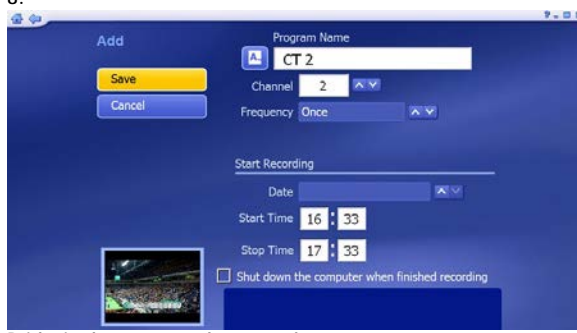 Add
Program Name
CT 2
Save
Channel 2
Cancel
Frequency Once
Start Recording
Date
Start Time 16 : 33
Stop Time 17 : 33
Shut down the computer when finished recording